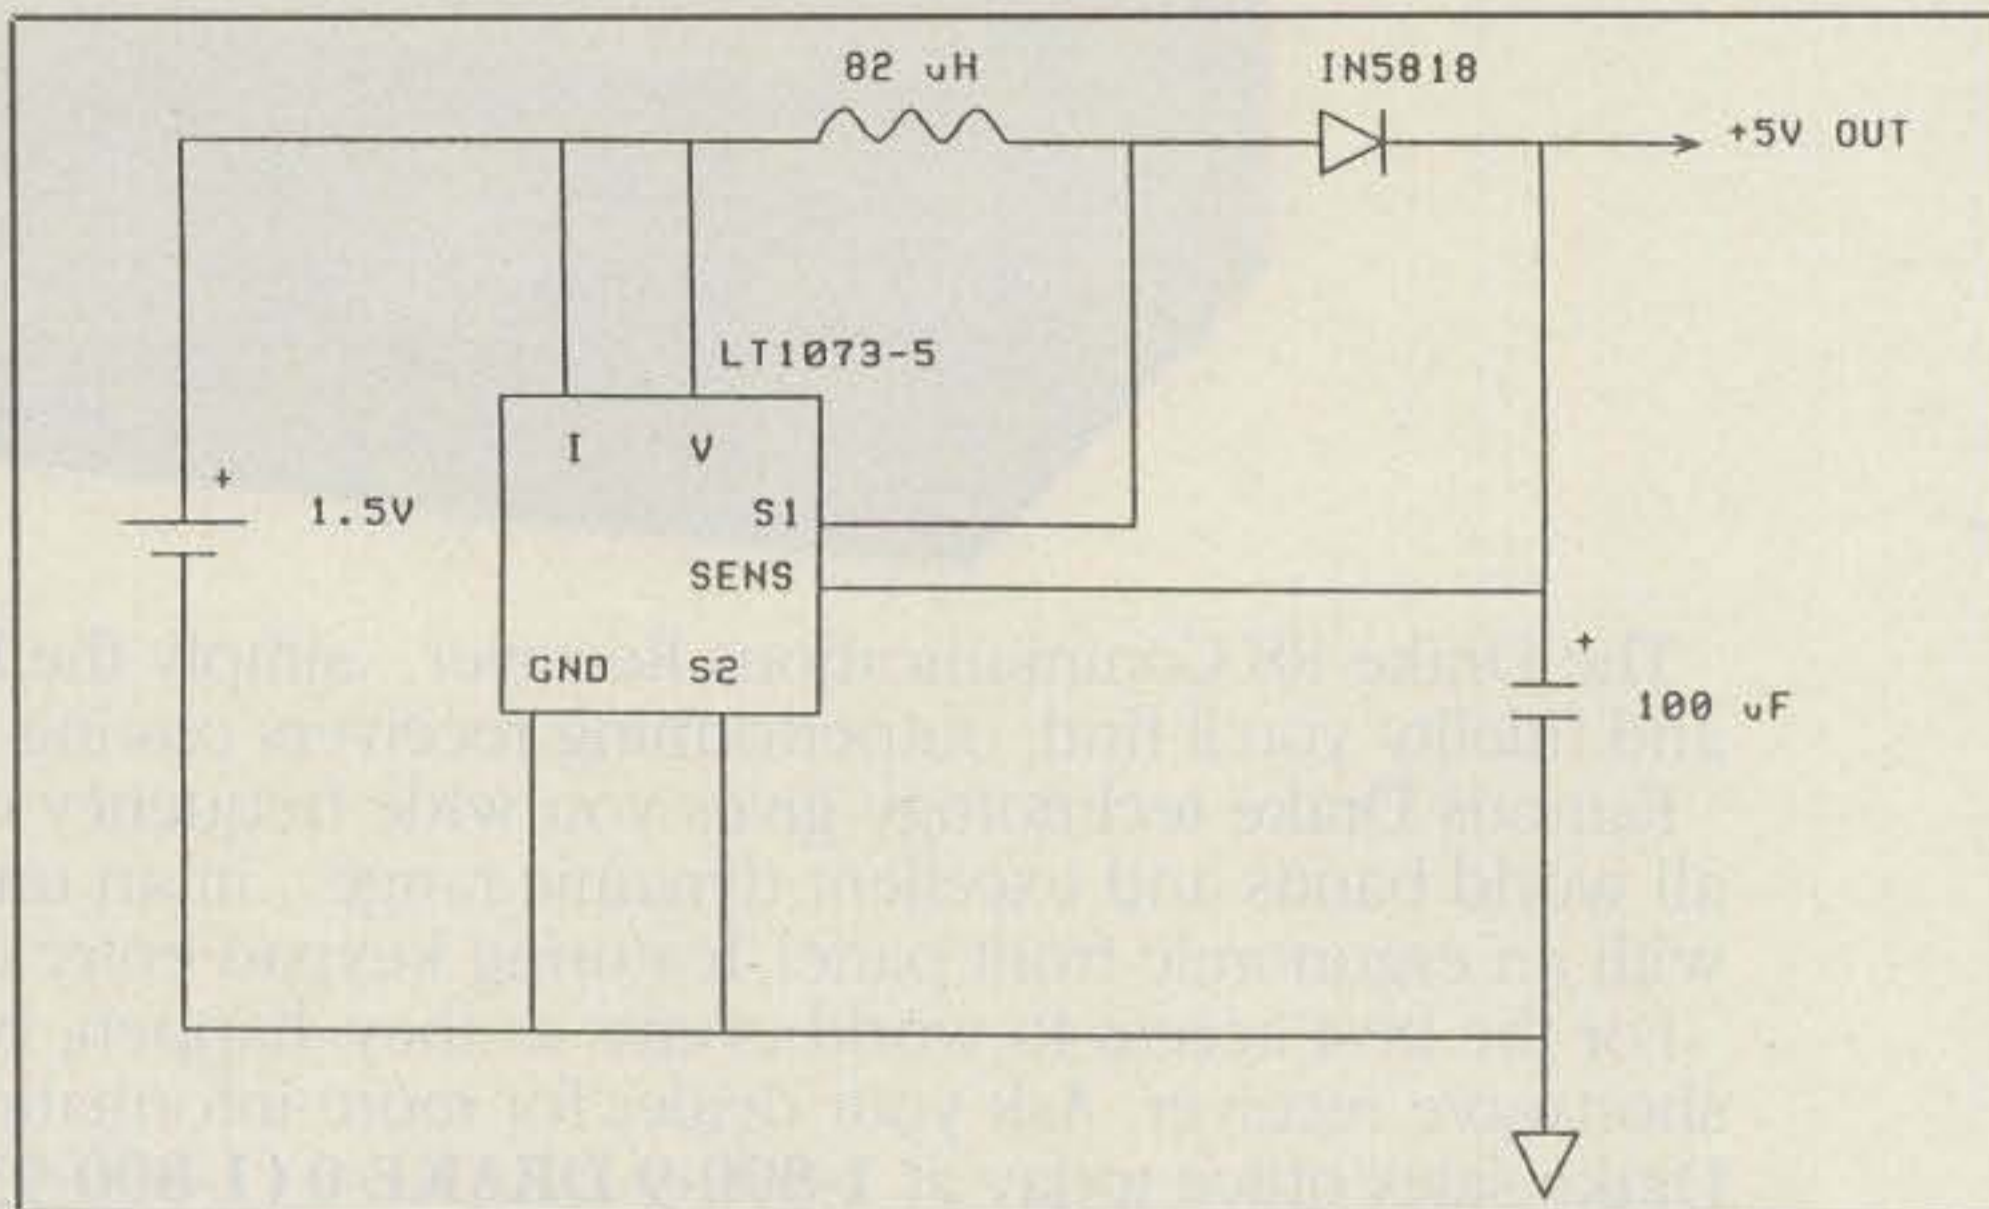 82 uH
IN5818
+5V OUT
LT1073-5
I V
+
1.5V
S1
SENS
GND S2
+
100 uF